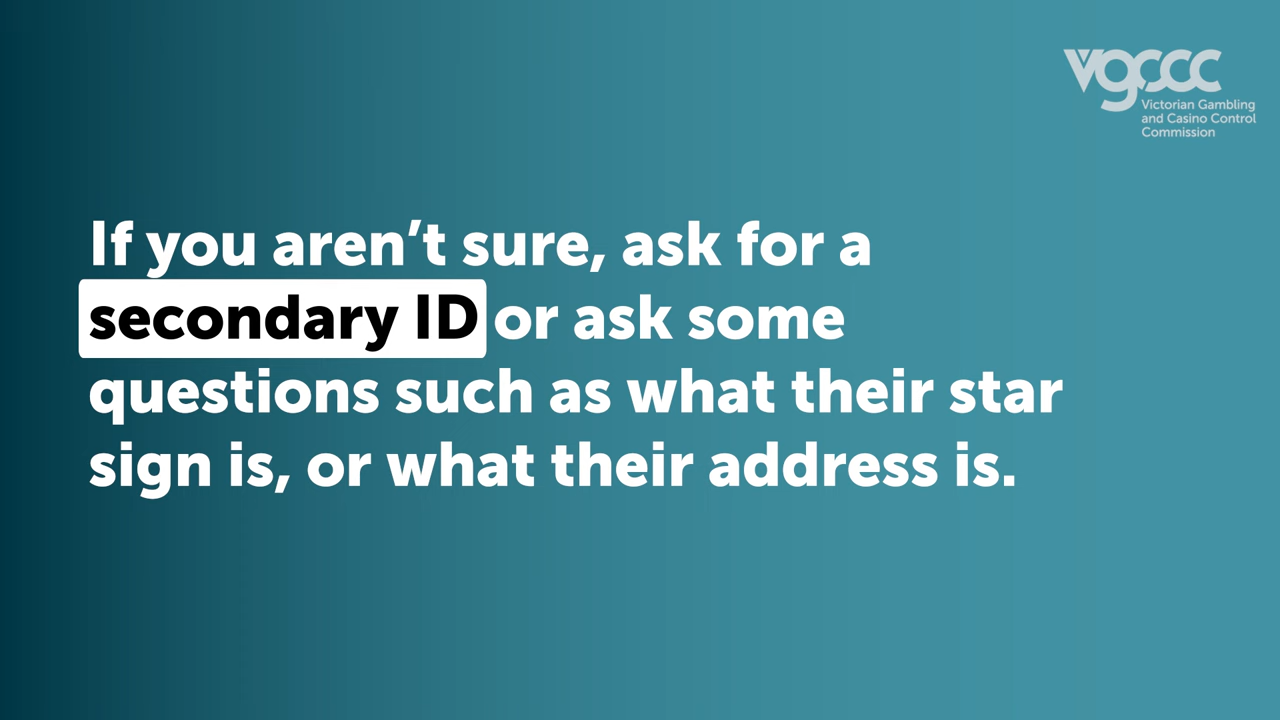 vgccc
Victorian Gambling
and Casino Control
Commission
If you aren’t sure, ask for a
secondary ID or ask some
questions such as what their star
sign is, or what their address is.